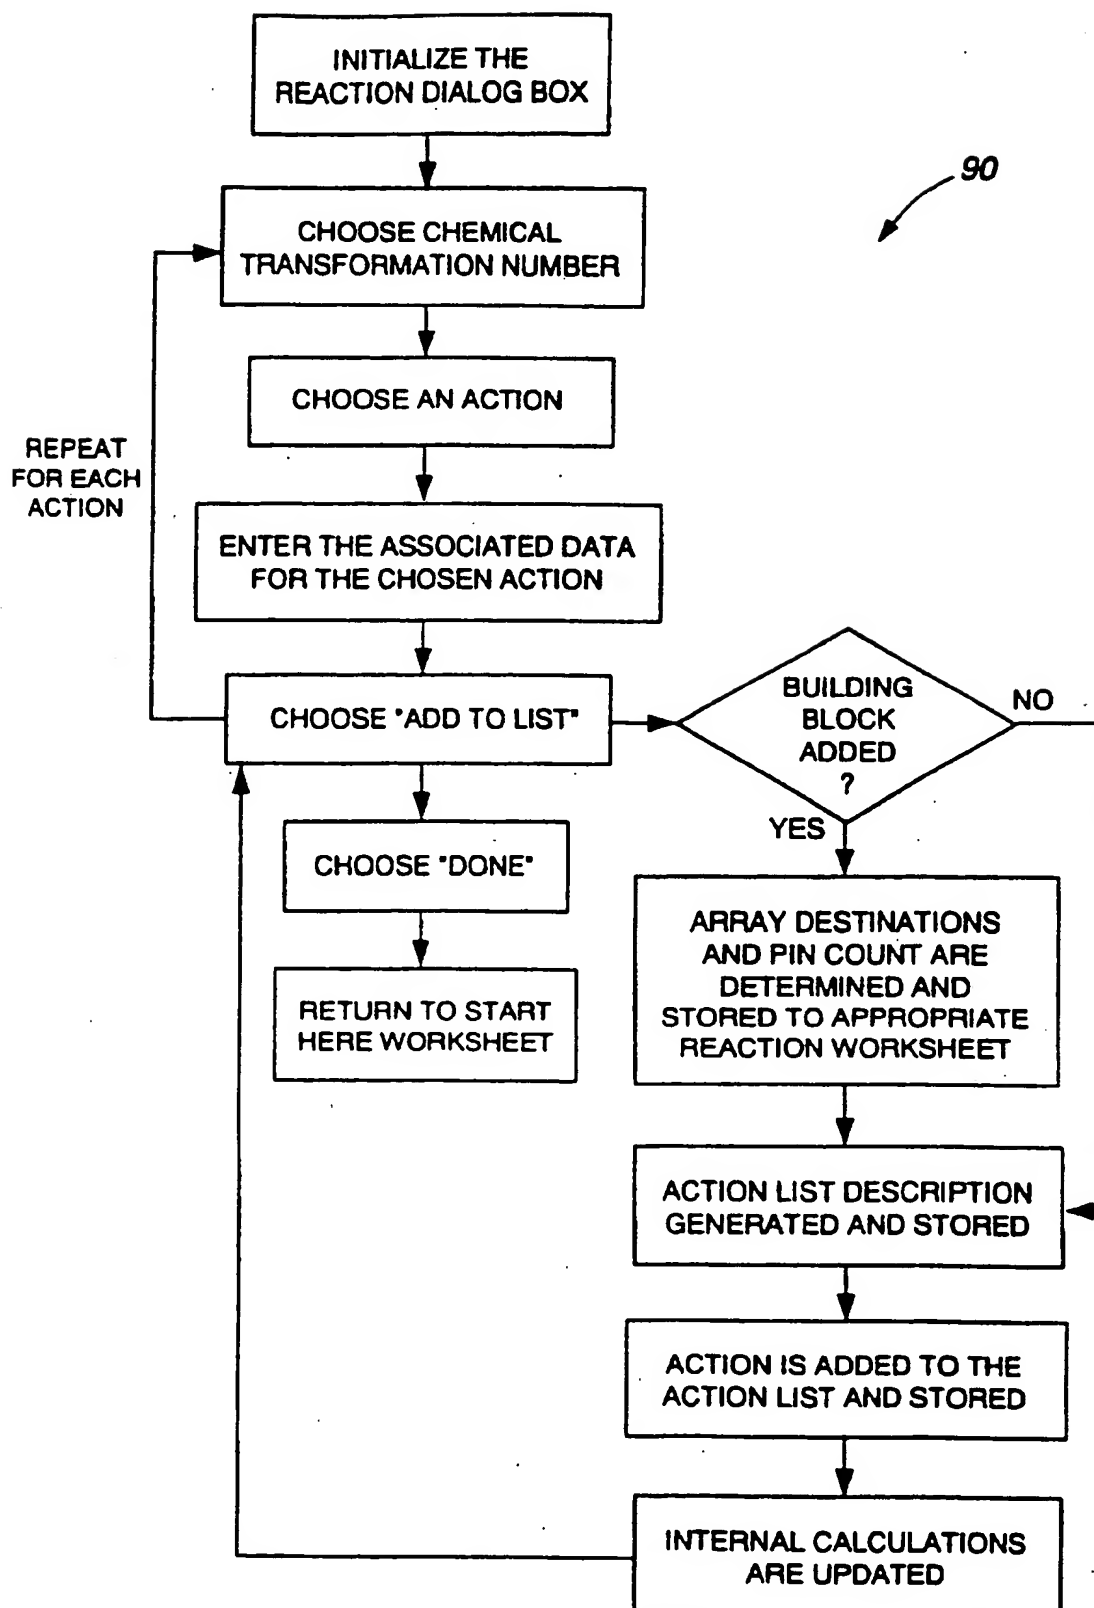 INITIALIZE THE
REACTION DIALOG BOX
90
CHOOSE CHEMICAL
TRANSFORMATION NUMBER
CHOOSE AN ACTION
REPEAT
FOR EACH
ACTION
ENTER THE ASSOCIATED DATA
FOR THE CHOSEN ACTION
CHOOSE "ADD TO LIST"
BUILDING
BLOCK
ADDED
?
NO
YES
CHOOSE "DONE"
RETURN TO START
HERE WORKSHEET
ARRAY DESTINATIONS
AND PIN COUNT ARE
DETERMINED AND
STORED TO APPROPRIATE
REACTION WORKSHEET
ACTION LIST DESCRIPTION
GENERATED AND STORED
ACTION IS ADDED TO THE
ACTION LIST AND STORED
INTERNAL CALCULATIONS
ARE UPDATED